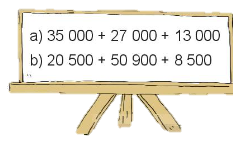 a) 35 000 + 27 000 + 13 000
b) 20 500 + 50 900 + 8 500